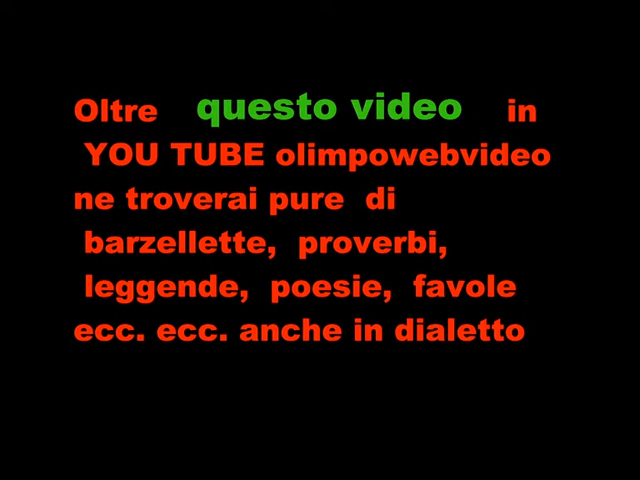 Oltre questo video in
YOU TUBE olimpowebvideo
ne troverai pure di
barzellette, proverbi,
leggende, poesie, favole
ecc. ecc. anche in dialetto